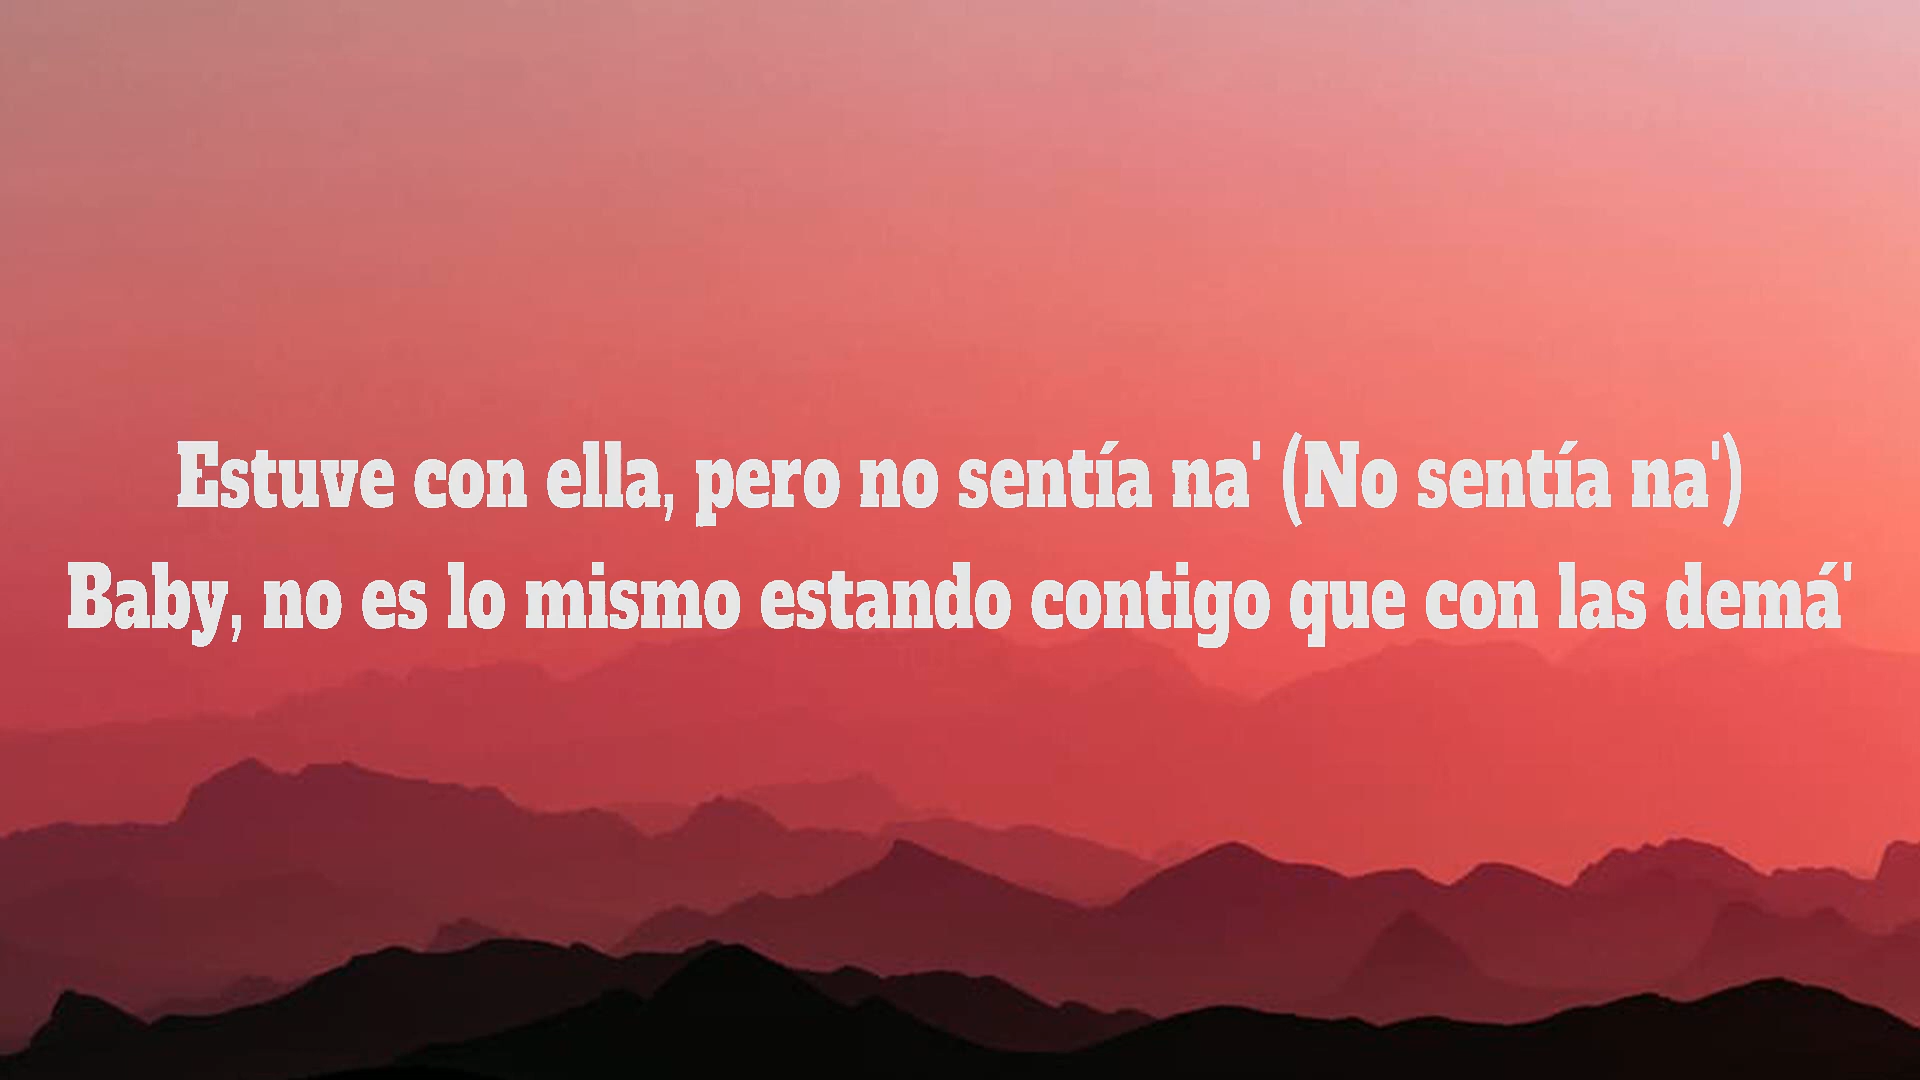 Estuve con ella, pero no sentía na' (No sentía na')
Baby, no es lo mismo estando contigo que con las demá'